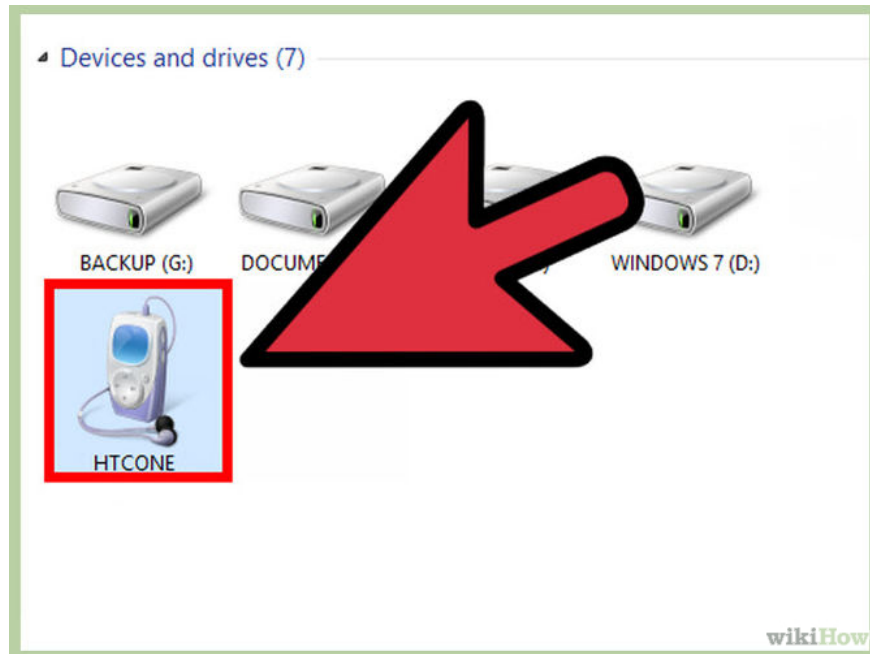 Devices and drives (7)
BACKUP (G:)
WINDOWS 7 (D:)
HTCONE
wikiHow